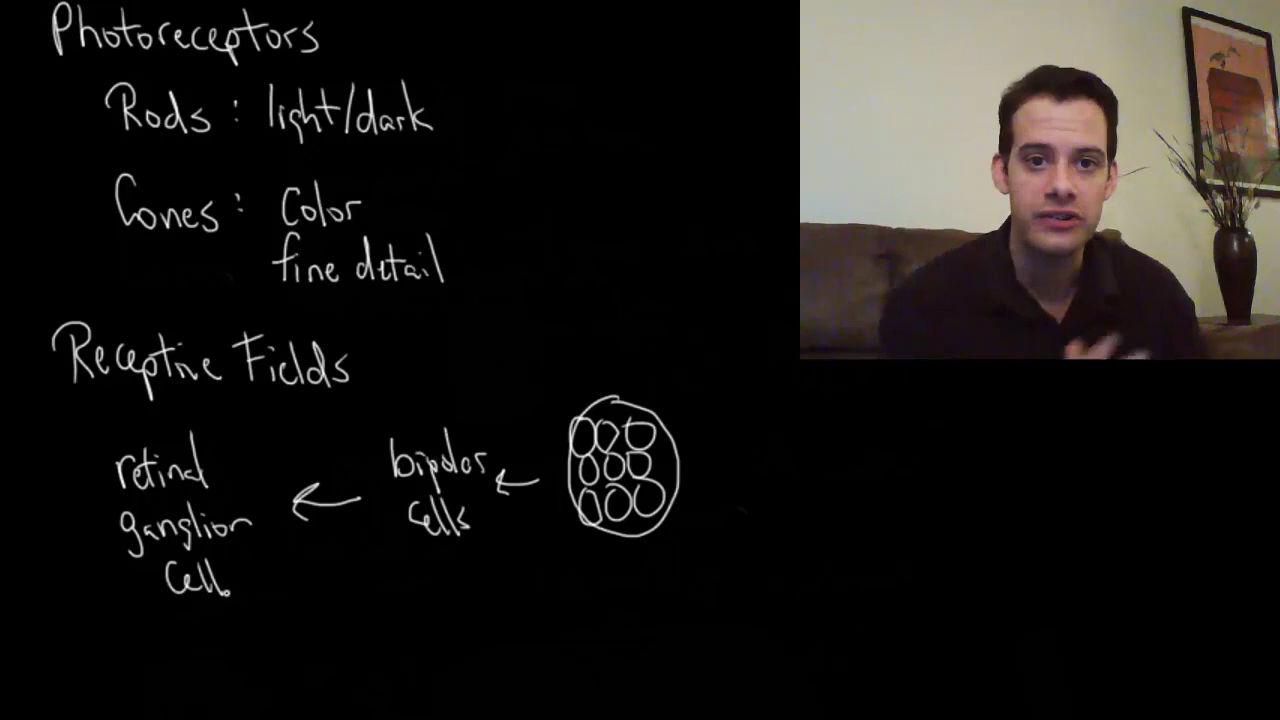 Photoreceptors
Rods: light/dark
Cones: Color
fine detail
Receptive Fields
retinal
ganglion
cell
bipolar
cells